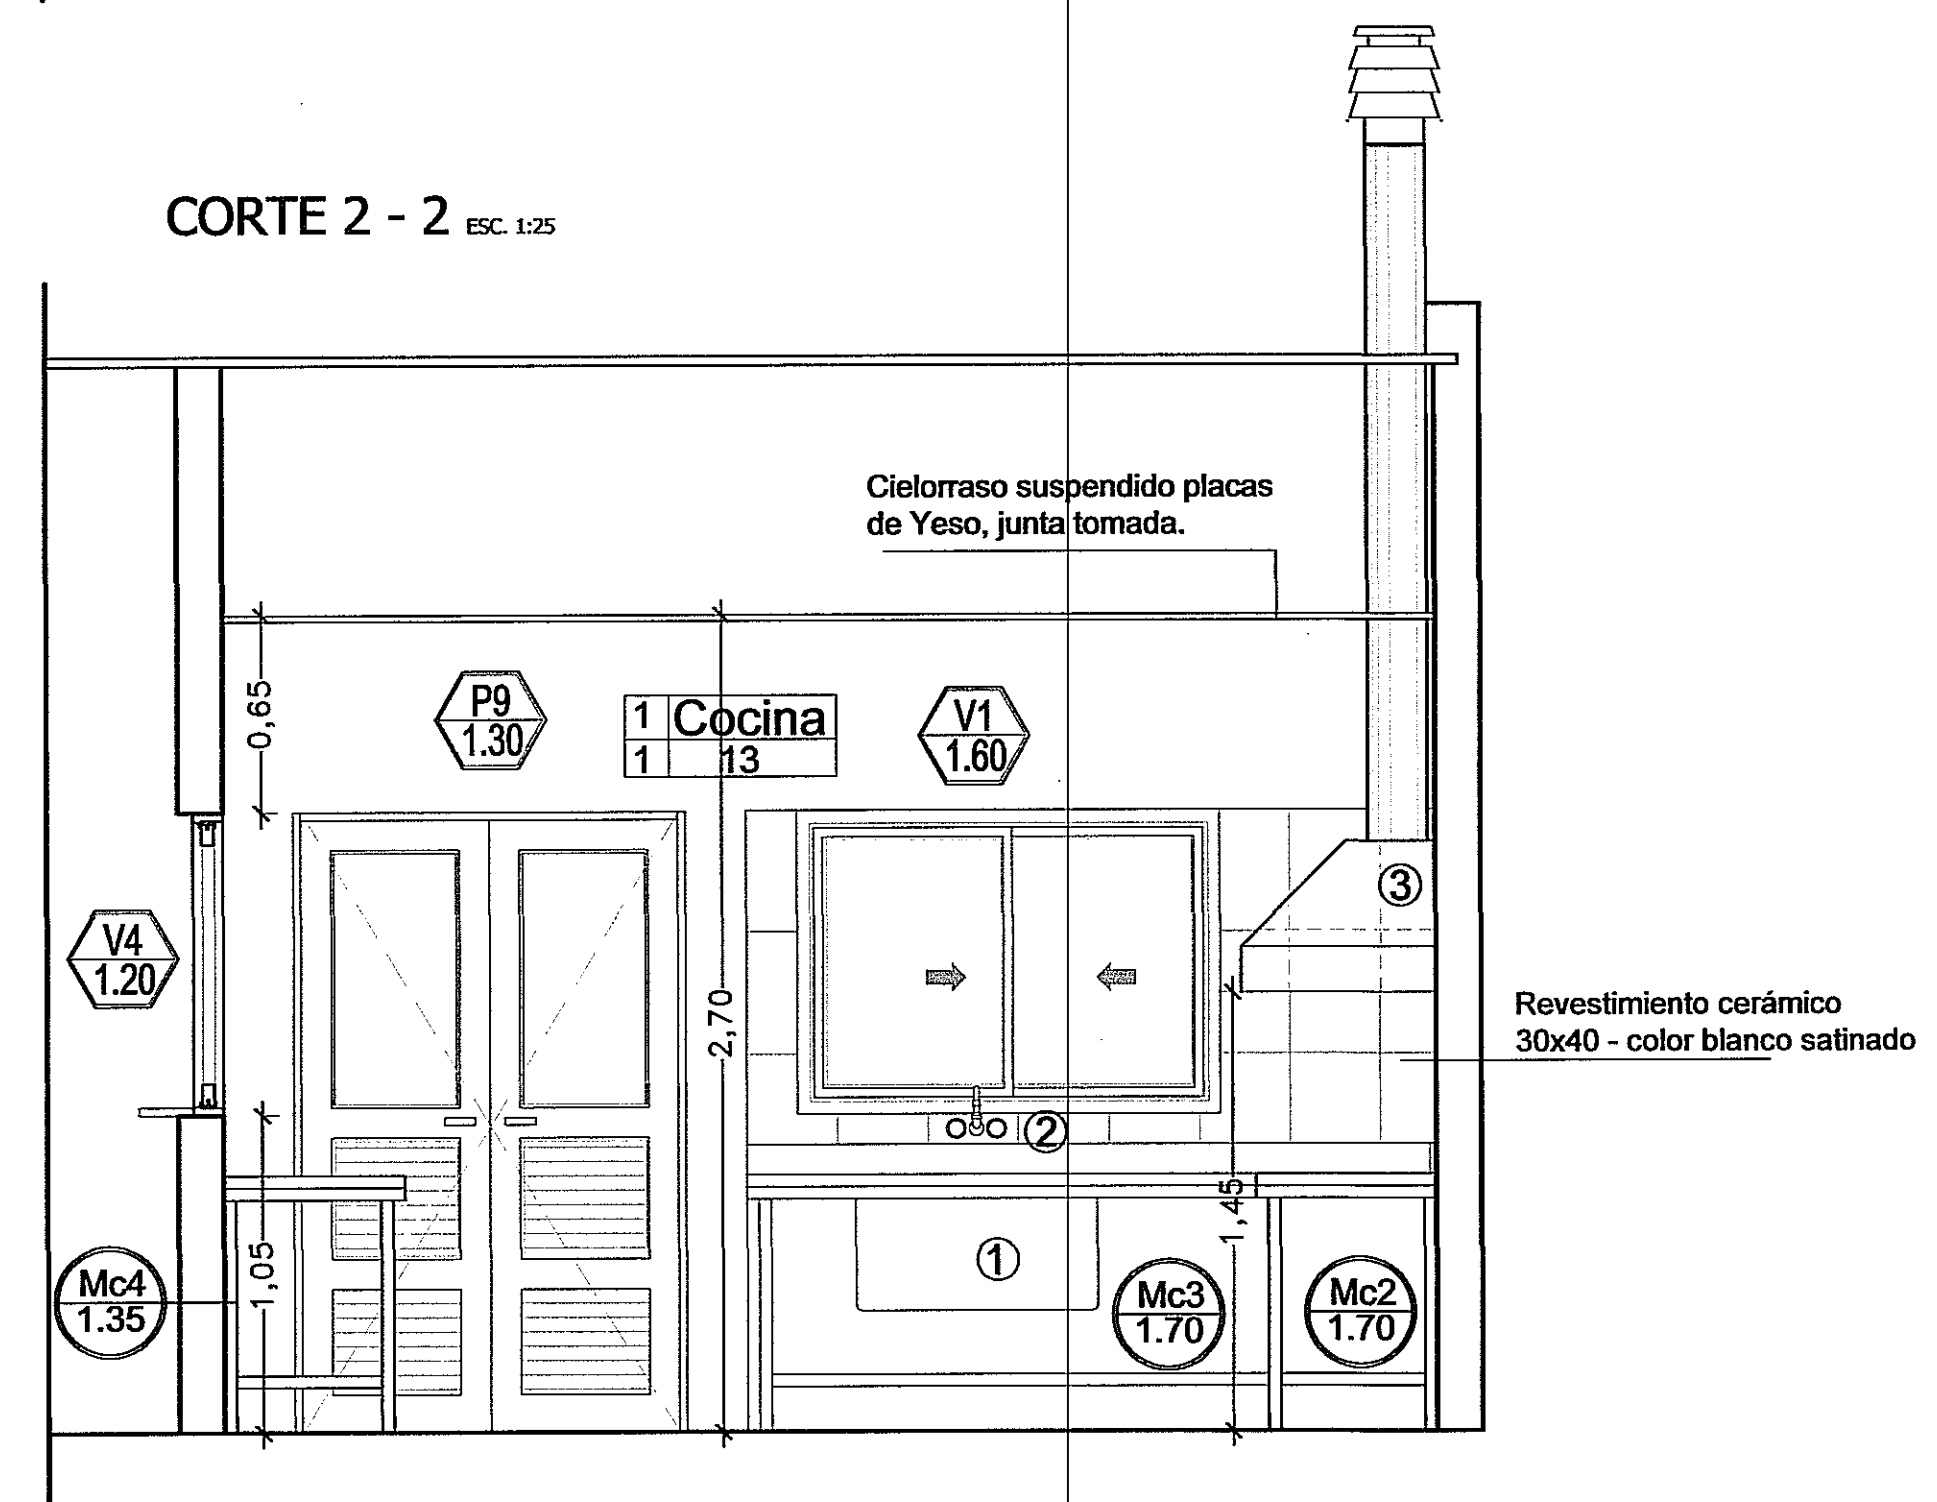 CORTE 2 - 2 ESC. 1:25
Cielorraso suspendido placas
de Yeso, junta tomada.
0,65
P9
1.30
1 Cocina
1 13
V1
1.60
3
V4
1.20
2,70
Revestimiento cerámico
30x40 - color blanco satinado
2
1,45
1,05
1
Mc4
1.35
Mc3
1.70
Mc2
1.70